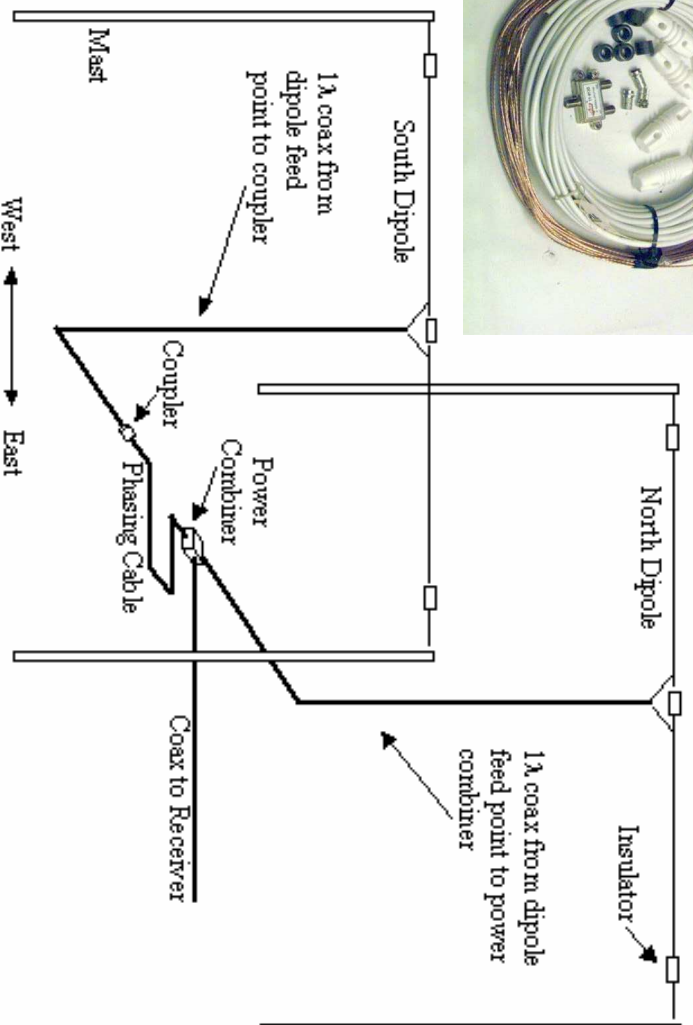 North Dipole
Insulator
South Dipole
1λ coax from dipole
feed point to power
combiner
1λ coax from
dipole feed
point to coupler
Power
Combiner
Coupler
Coax to Receiver
Phasing Cable
Mast
West
East